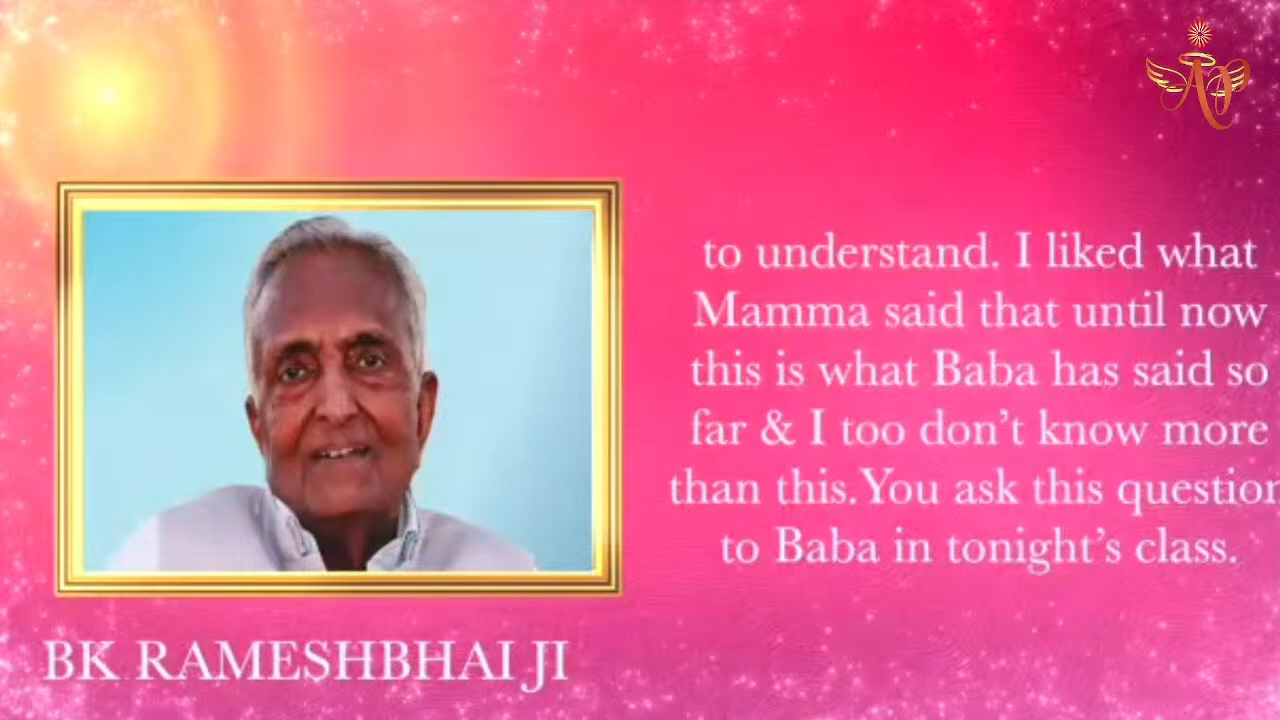 to understand. I liked what
Mamma said that until now
this is what Baba has said so
far & I too don’t know more
than this.You ask this question
to Baba in tonight’s class.
BK RAMESHBHAI JI